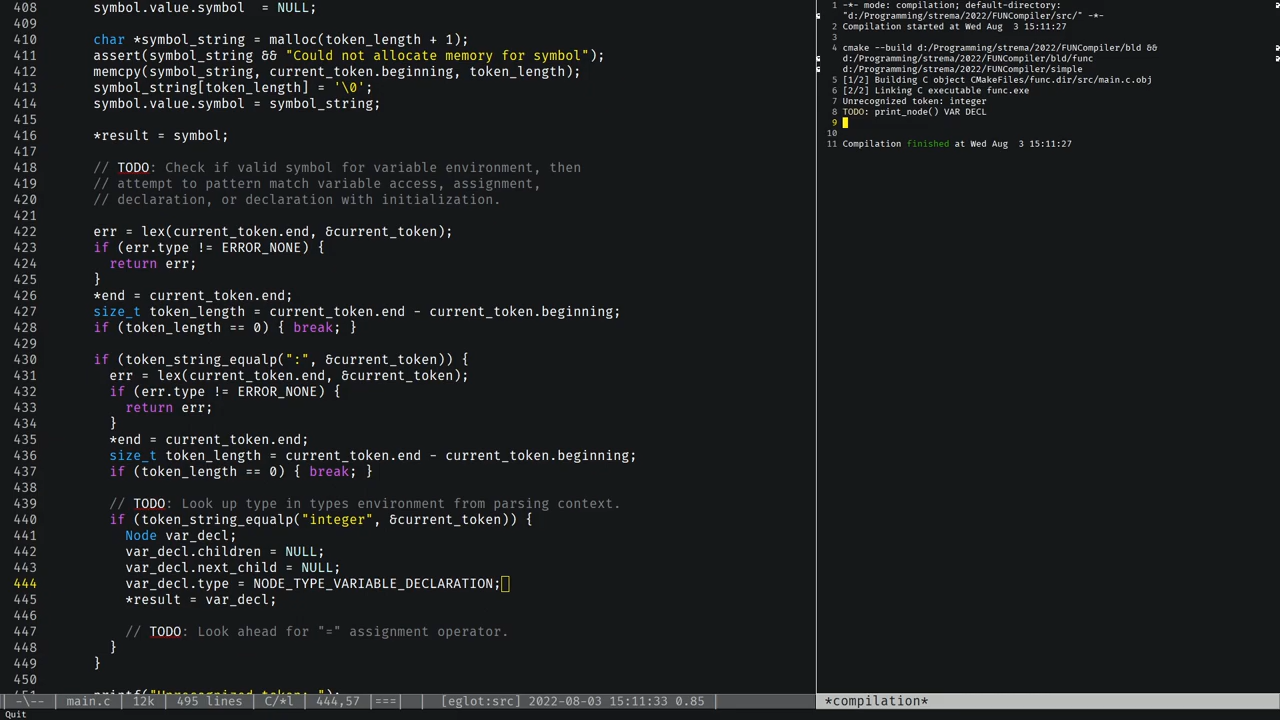 408 symbol.value.symbol  = NULL;
409
410 char *symbol_string = malloc(token_length + 1);
411 assert(symbol_string && "Could not allocate memory for symbol");
412 memcpy(symbol_string, current_token.beginning, token_length);
413 symbol_string[token_length] = '\0';
414 symbol.value.symbol = symbol_string;
415
416 *result = symbol;
417
418 // TODO: Check if valid symbol for variable environment, then
419 // attempt to pattern match variable access, assignment,
420 // declaration, or declaration with initialization.
421
422 err = lex(current_token.end, &current_token);
423 if (err.type != ERROR_NONE) {
424   return err;
425 }
426 *end = current_token.end;
427 size_t token_length = current_token.end - current_token.beginning;
428 if (token_length == 0) { break; }
429
430 if (token_string_equalp(":", &current_token)) {
431   err = lex(current_token.end, &current_token);
432   if (err.type != ERROR_NONE) {
433     return err;
434   }
435   *end = current_token.end;
436   size_t token_length = current_token.end - current_token.beginning;
437   if (token_length == 0) { break; }
438
439   // TODO: Look up type in types environment from parsing context.
440   if (token_string_equalp("integer", &current_token)) {
441     Node var_decl;
442     var_decl.children = NULL;
443     var_decl.next_child = NULL;
444     var_decl.type = NODE_TYPE_VARIABLE_DECLARATION;
445     *result = var_decl;
446
447     // TODO: Look ahead for "=" assignment operator.
448   }
449 }
450
451 printf("Unrecognized token: ");
-\-- main.c 12k 495 lines C/*l 444,57 === [eglot:src] 2022-08-03 15:11:33 0.85
Quit
1 -*- mode: compilation; default-directory:
"d:/Programming/strema/2022/FUNCompiler/src/" -*-
2 Compilation started at Wed Aug  3 15:11:27
3
4 cmake --build d:/Programming/strema/2022/FUNCompiler/bld &&
d:/Programming/strema/2022/FUNCompiler/bld/func
d:/Programming/strema/2022/FUNCompiler/simple
5 [1/2] Building C object CMakeFiles/func.dir/src/main.c.obj
6 [2/2] Linking C executable func.exe
7 Unrecognized token: integer
8 TODO: print_node() VAR DECL
9
10
11 Compilation finished at Wed Aug  3 15:11:27
*compilation*